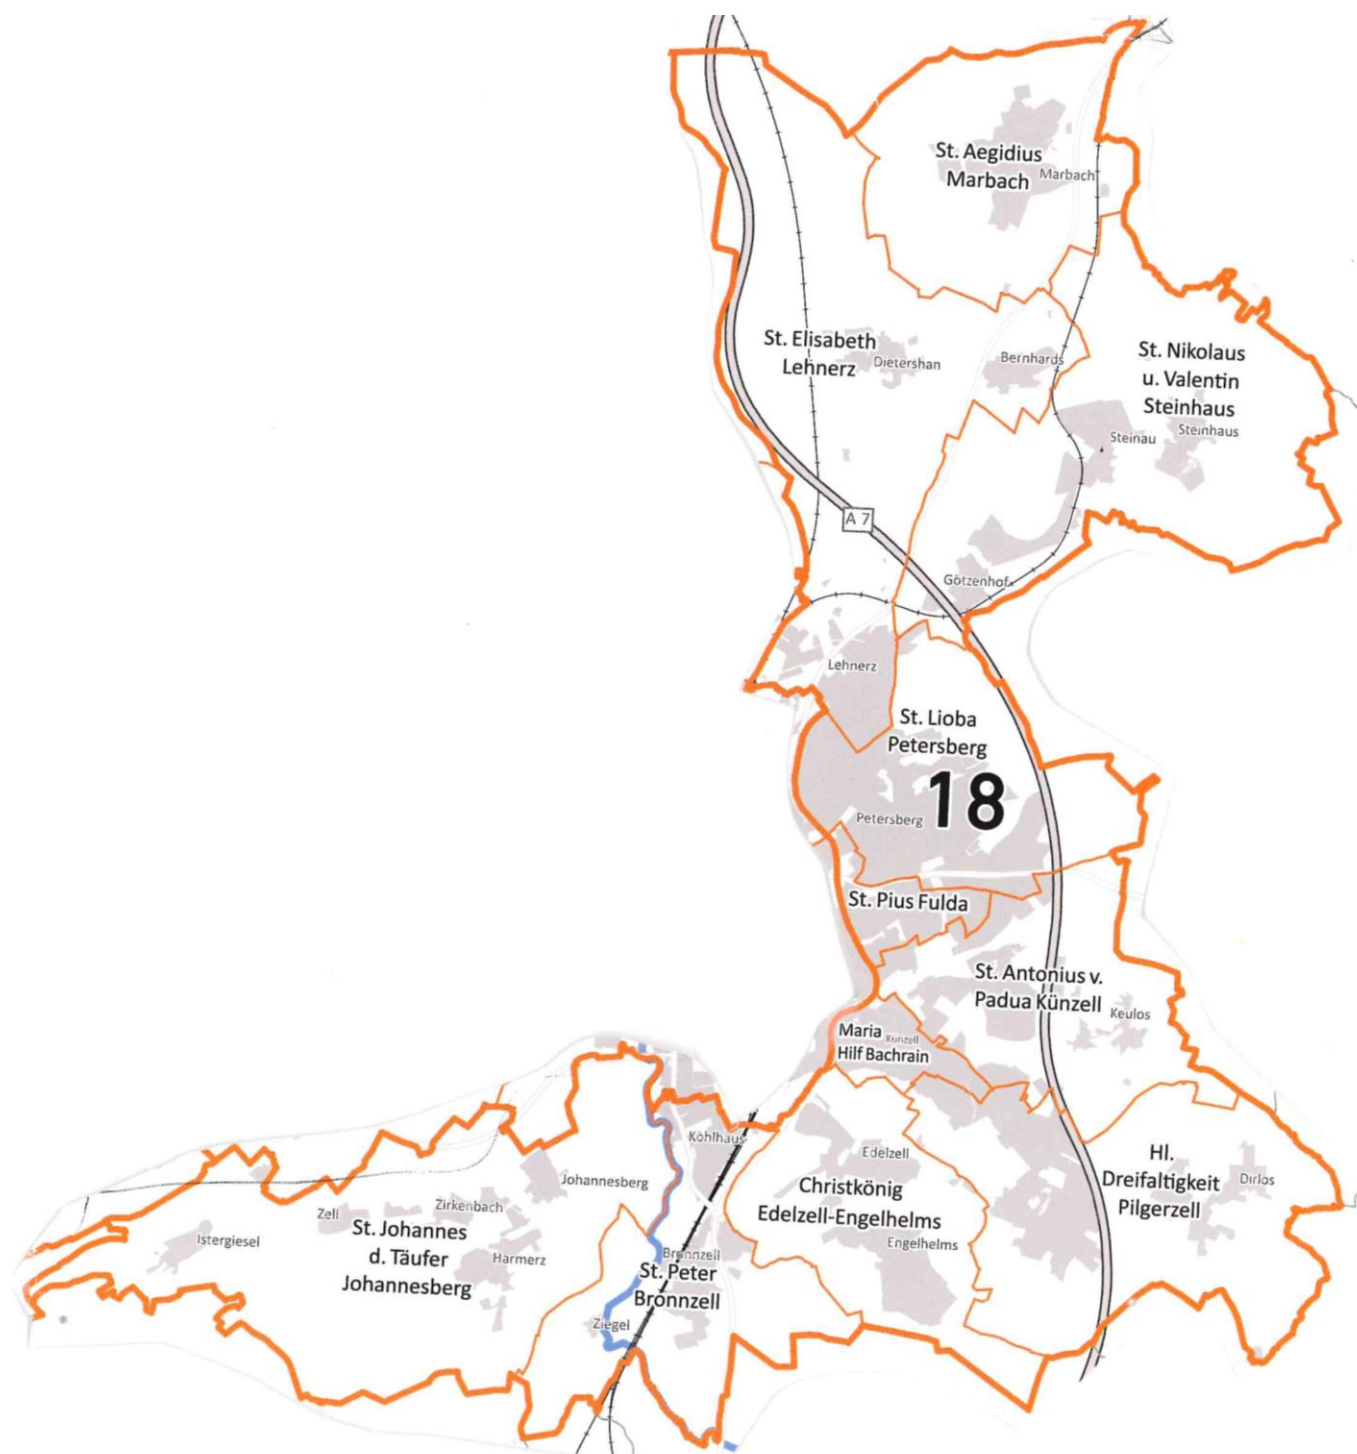 St. Aegidius
Marbach
Marbach
St. Elisabeth
Lehnerz
Dietershan
Bernhards
St. Nikolaus
u. Valentin
Steinhaus
Steinau
Steinhaus
A 7
Götzenhof
Lehnerz
St. Lioba
Petersberg
18
Petersberg
St. Pius Fulda
St. Antonius v.
Padua Künzell
Keulos
Maria
Künzell
Hilf Bachrain
Kohlhaus
Edelzell
Christkönig
Edelzell-Engelhelms
Engelhelms
Hl.
Dreifaltigkeit
Pilgerzell
Dirlos
Johannesberg
Zirkenbach
Zell
St. Johannes
d. Täufer
Johannesberg
Istergiesel
Harmerz
Bronnzell
St. Peter
Bronnzell
Ziegel